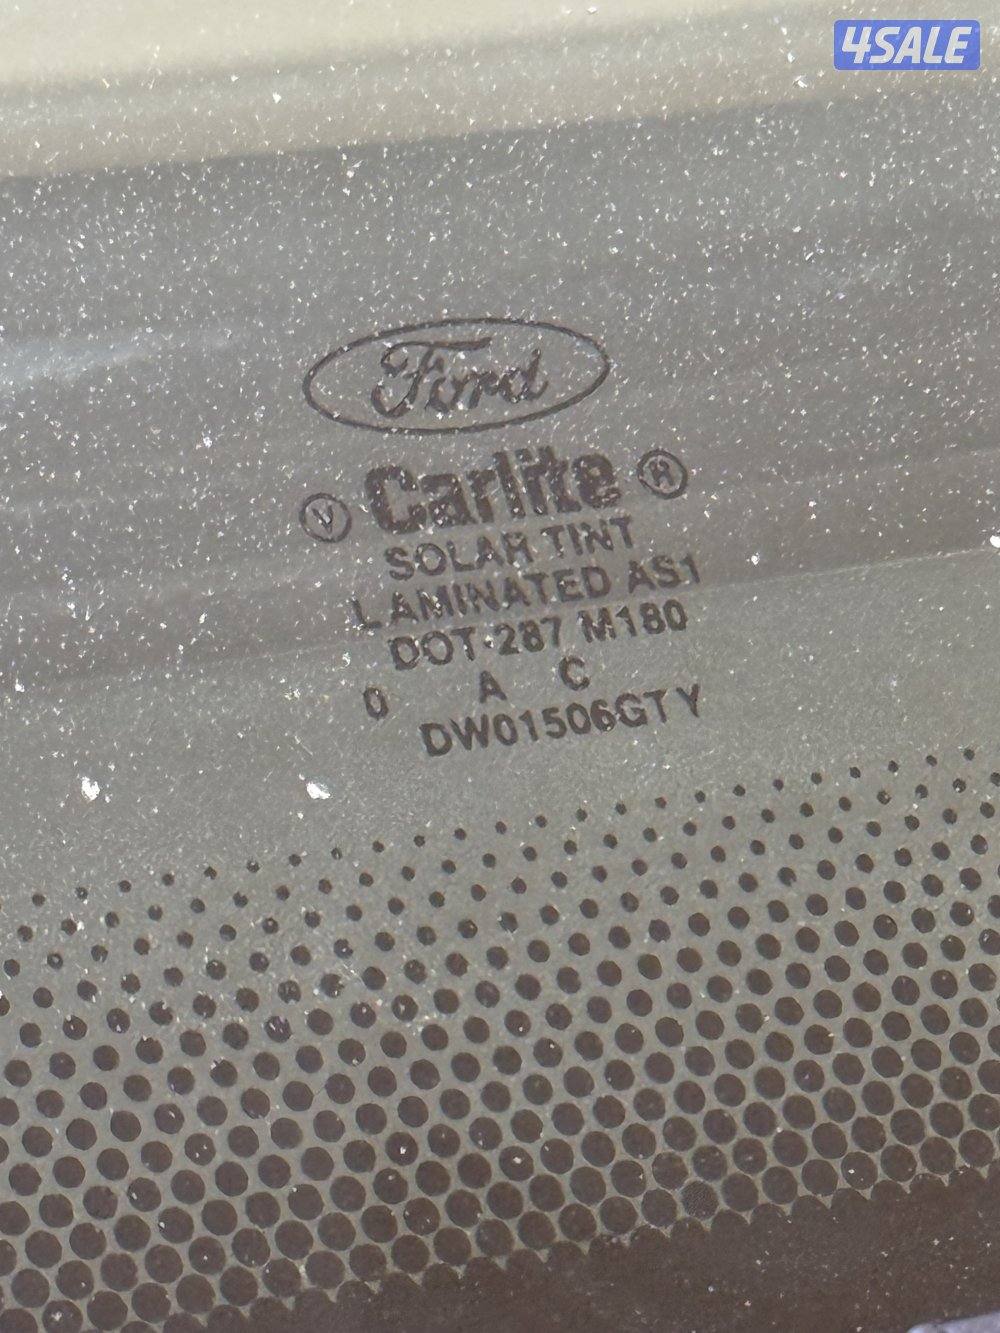 4SALE
Ford
V Carlite R
SOLAR TINT
LAMINATED AS1
DOT-287 M180
0 A C
DW01506GTY